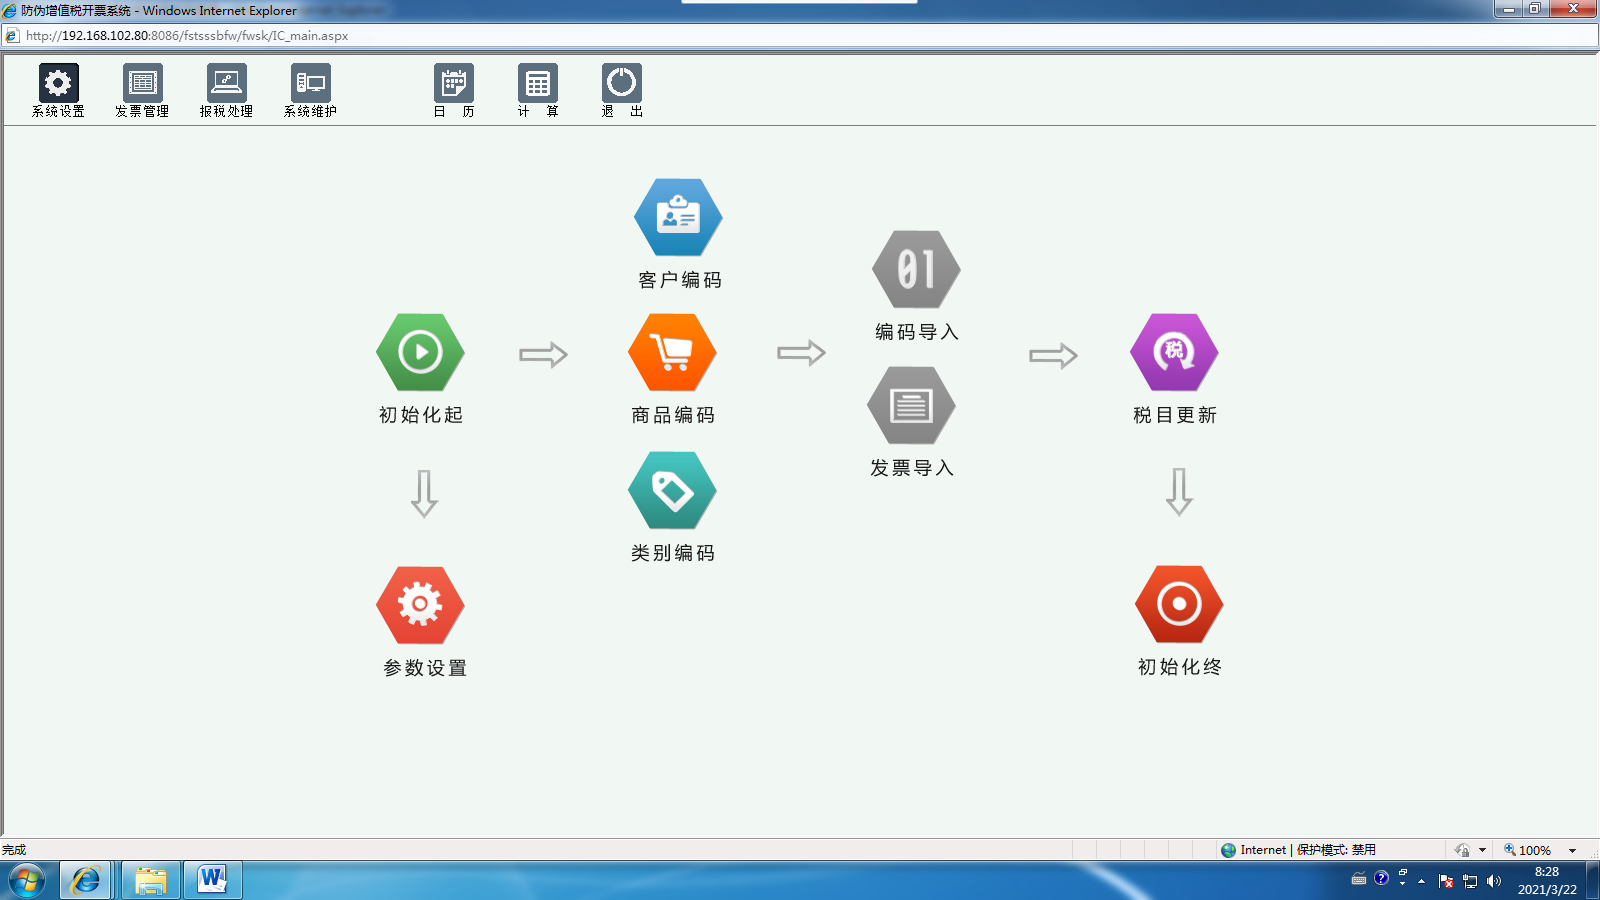 防伪增值税开票系统 - Windows Internet Explorer
http://192.168.102.80:8086/fstsssbfw/fwsk/IC_main.aspx
系统设置 发票管理 报税处理 系统维护 日 历 计 算 退 出
客户编码
01
编码导入
初始化起
商品编码
税
税目更新
发票导入
类别编码
参数设置
初始化终
完成
Internet | 保护模式: 禁用
100%
8:28
2021/3/22